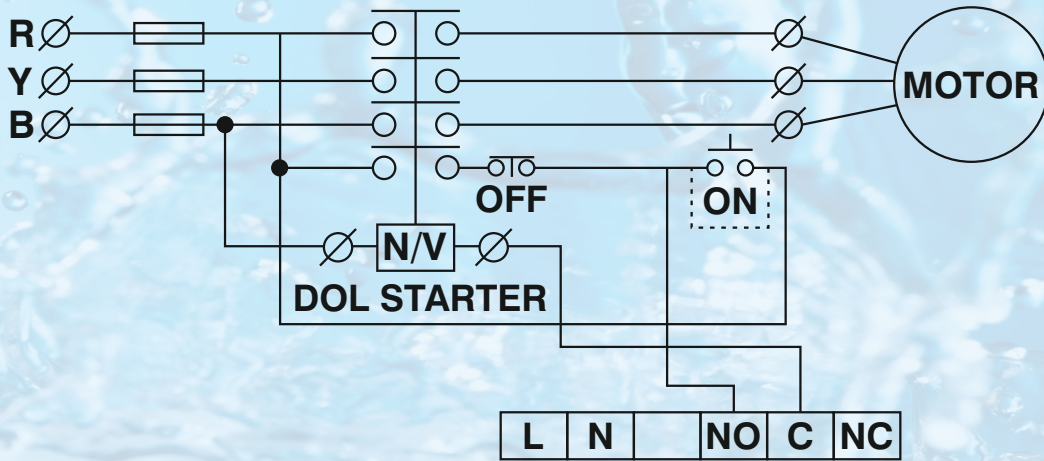 R
Y
B
MOTOR
OFF
ON
N/V
DOL STARTER
L N NO C NC